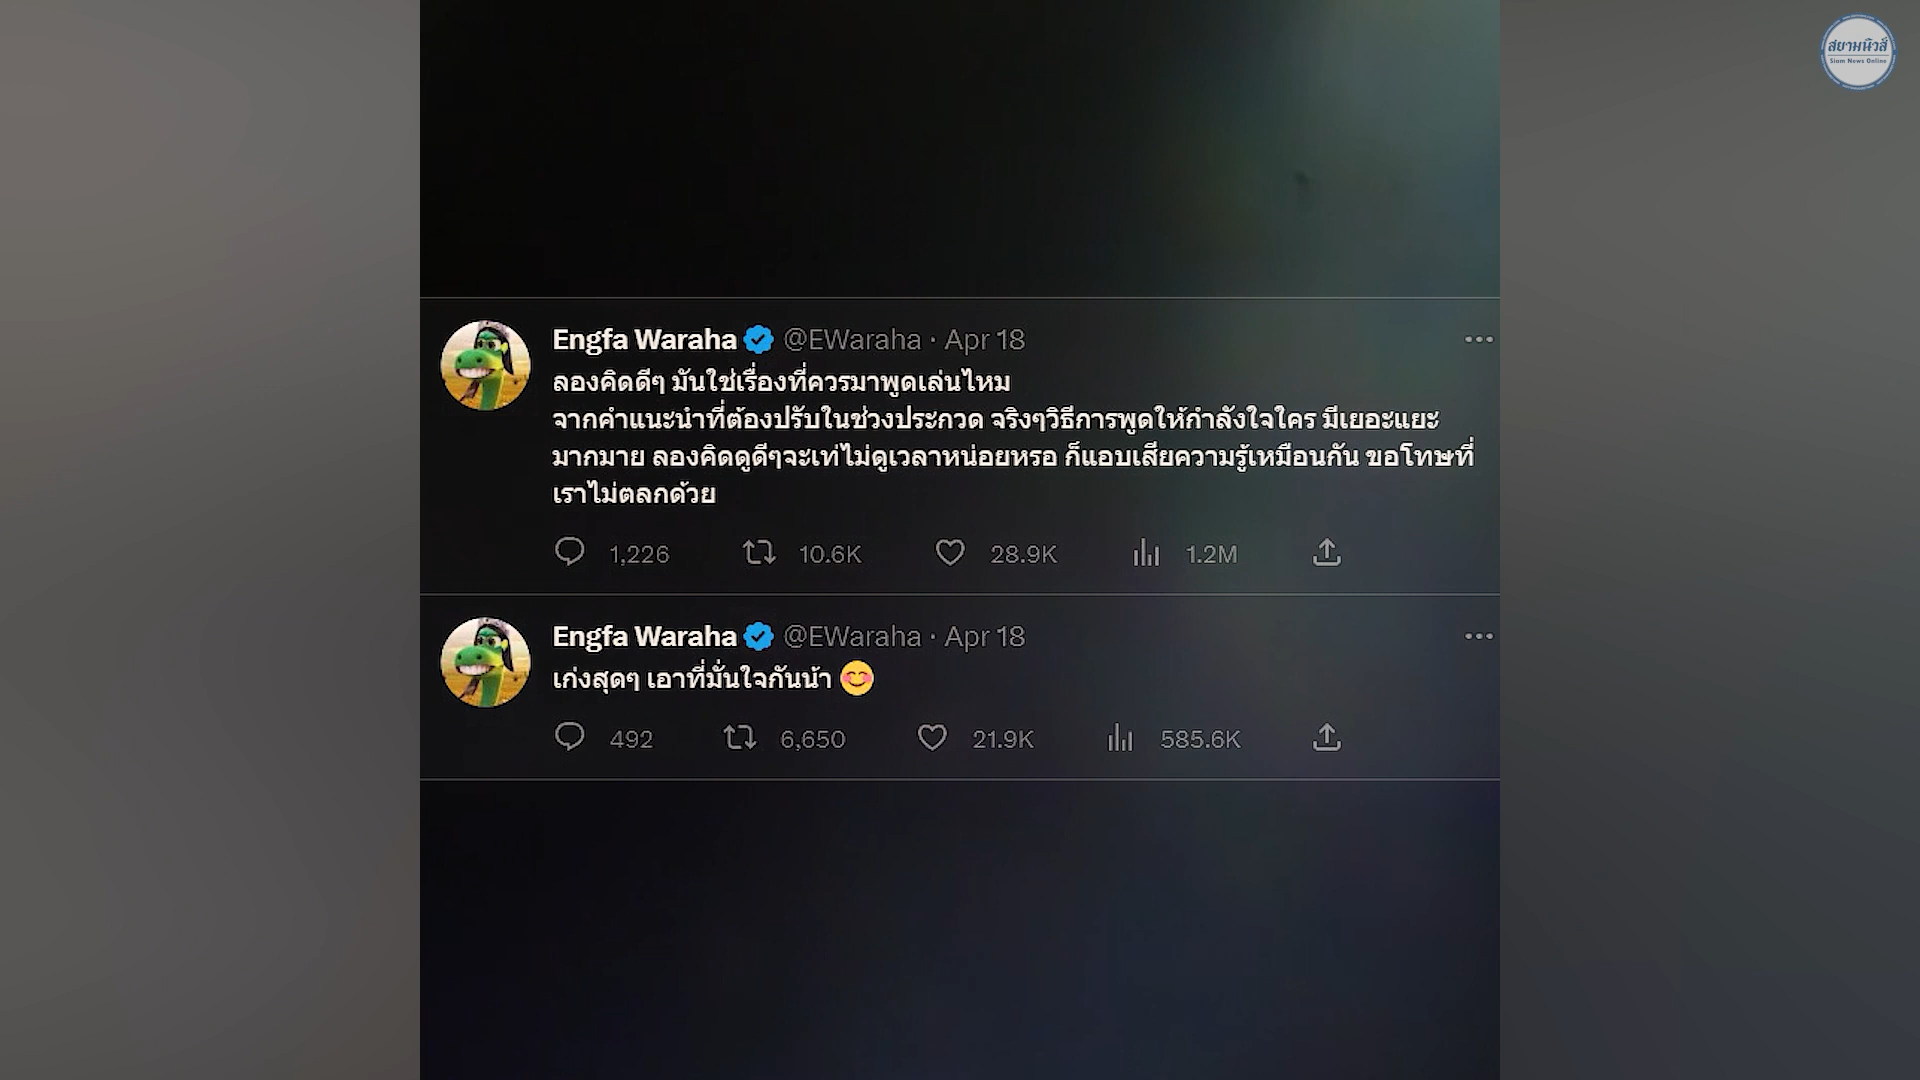 สยามนิวส์
Siam News Online
Engfa Waraha @EWaraha · Apr 18
ลองคิดดีๆ มันใช่เรื่องที่ควรมาพูดเล่นไหม
จากคำแนะนำที่ต้องปรับในช่วงประกวด จริงๆวิธีการพูดให้กำลังใจใคร มีเยอะแยะ
มากมาย ลองคิดดูดีๆจะเท่ไม่ดูเวลาหน่อยหรอ ก็แอบเสียความรู้เหมือนกัน ขอโทษที่
เราไม่ตลกด้วย
1,226 10.6K 28.9K 1.2M
Engfa Waraha @EWaraha · Apr 18
เก่งสุดๆ เอาที่มั่นใจกันน้า 😊
492 6,650 21.9K 585.6K